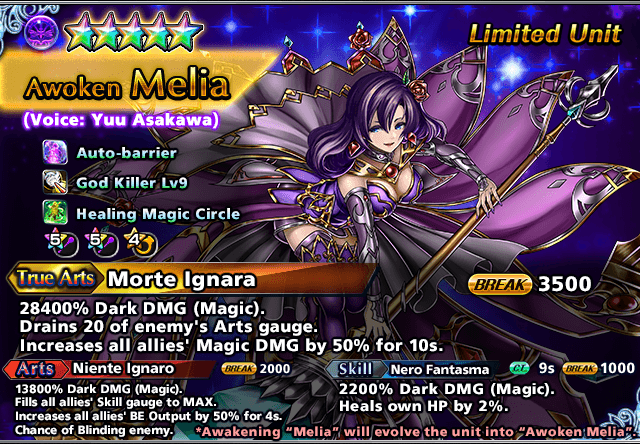 Limited Unit
Awoken Melia
(Voice: Yuu Asakawa)
Auto-barrier
God Killer Lv9
Healing Magic Circle
5 5 4
True Arts Morte Ignara BREAK 3500
28400% Dark DMG (Magic).
Drains 20 of enemy's Arts gauge.
Increases all allies' Magic DMG by 50% for 10s.
Arts Niente Ignaro BREAK 2000
13800% Dark DMG (Magic).
Fills all allies' Skill gauge to MAX.
Increases all allies' BE Output by 50% for 4s.
Chance of Blinding enemy.
Skill Nero Fantasma CT 9s BREAK 1000
2200% Dark DMG (Magic).
Heals own HP by 2%.
*Awakening “Melia” will evolve the unit into “Awoken Melia”